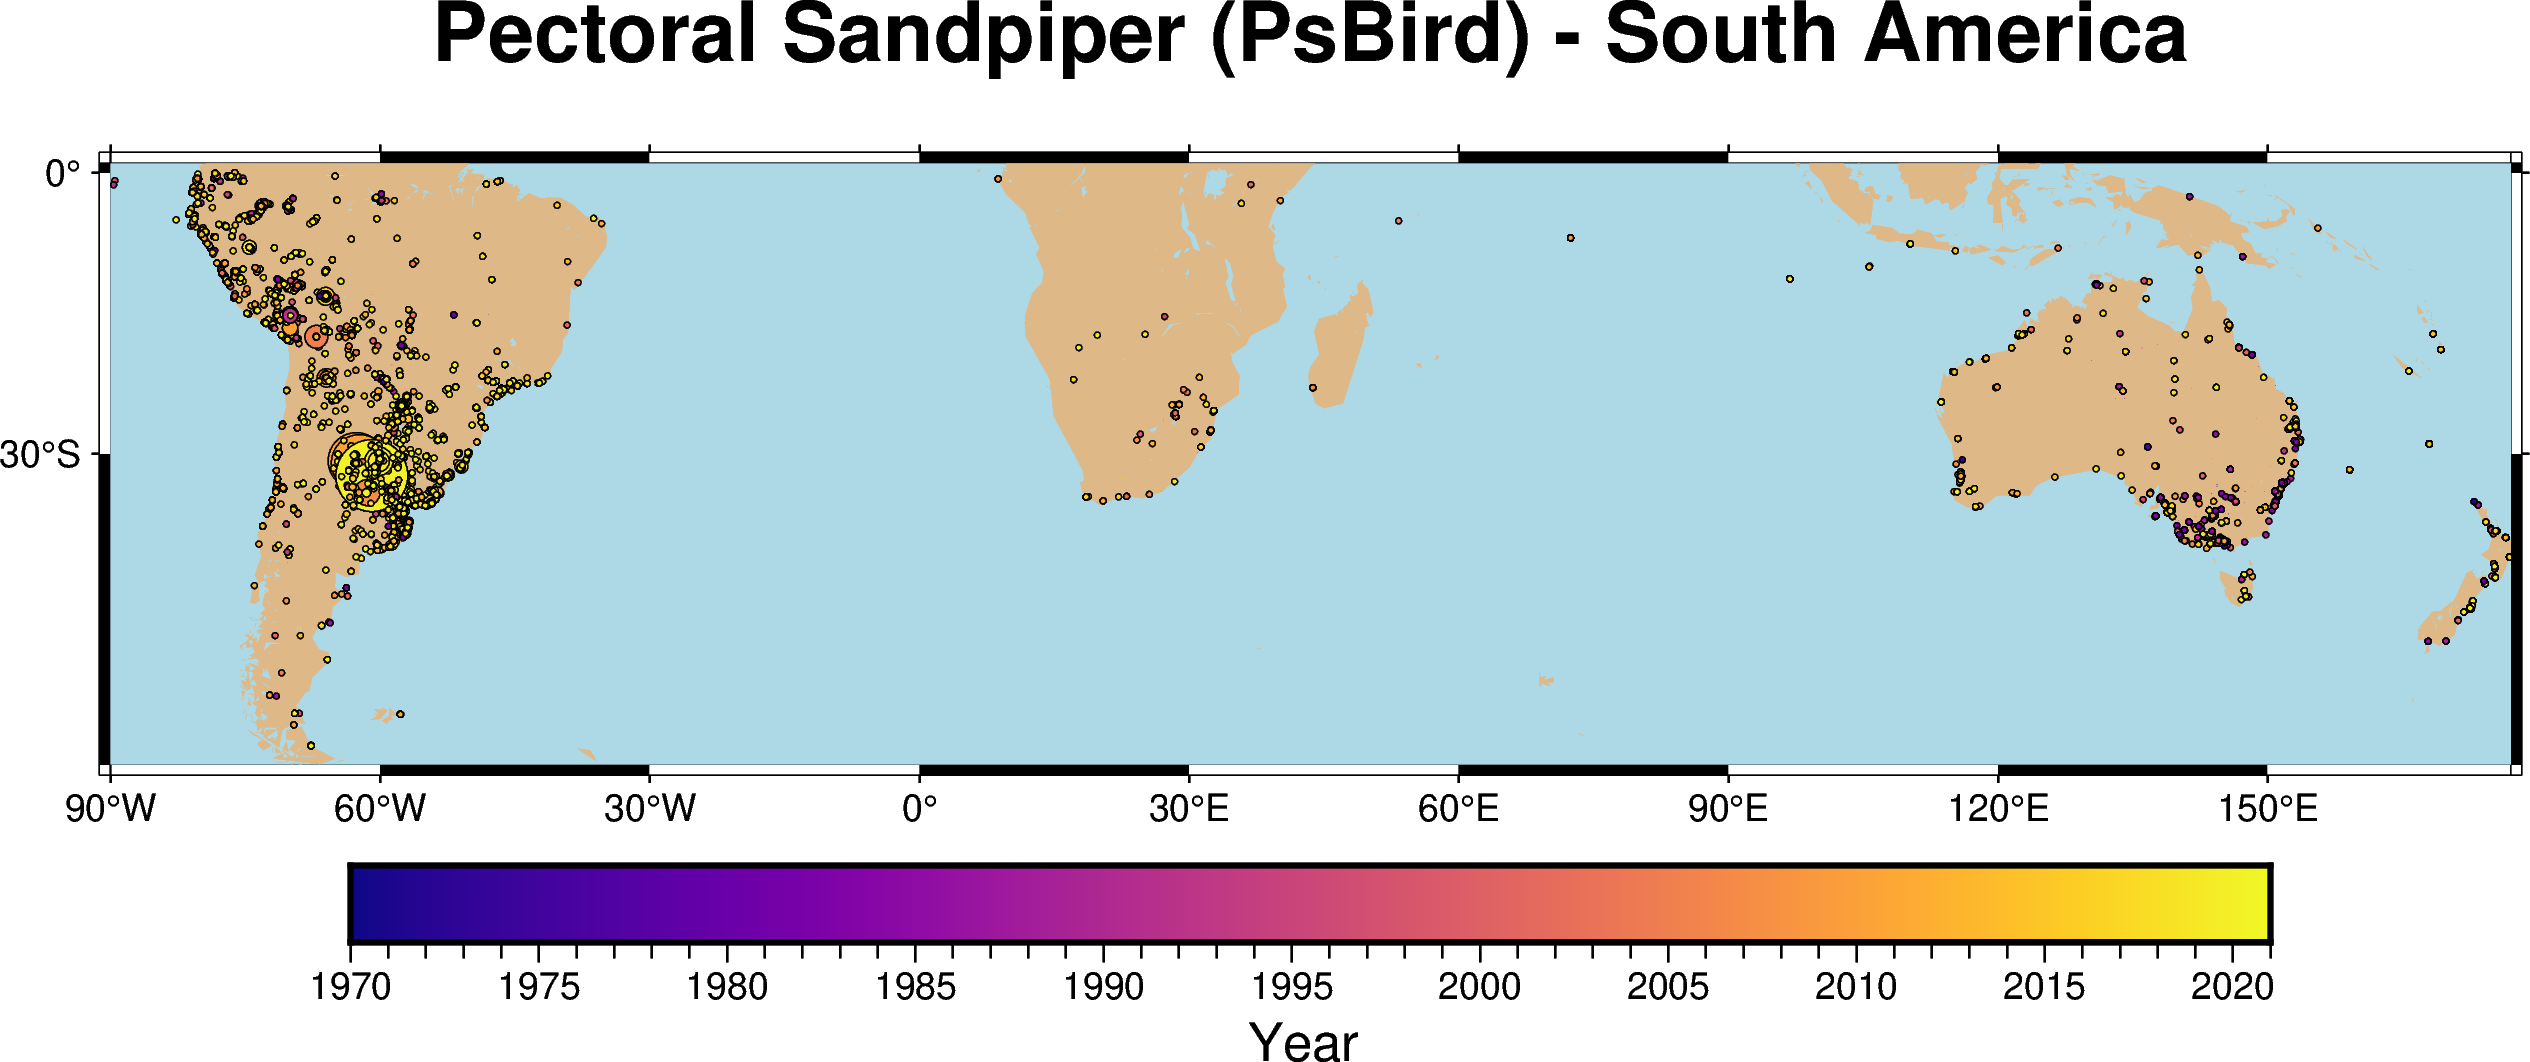 Pectoral Sandpiper (PsBird) - South America
0°
30°S
90°W 60°W 30°W 0° 30°E 60°E 90°E 120°E 150°E
1970 1975 1980 1985 1990 1995 2000 2005 2010 2015 2020
Year